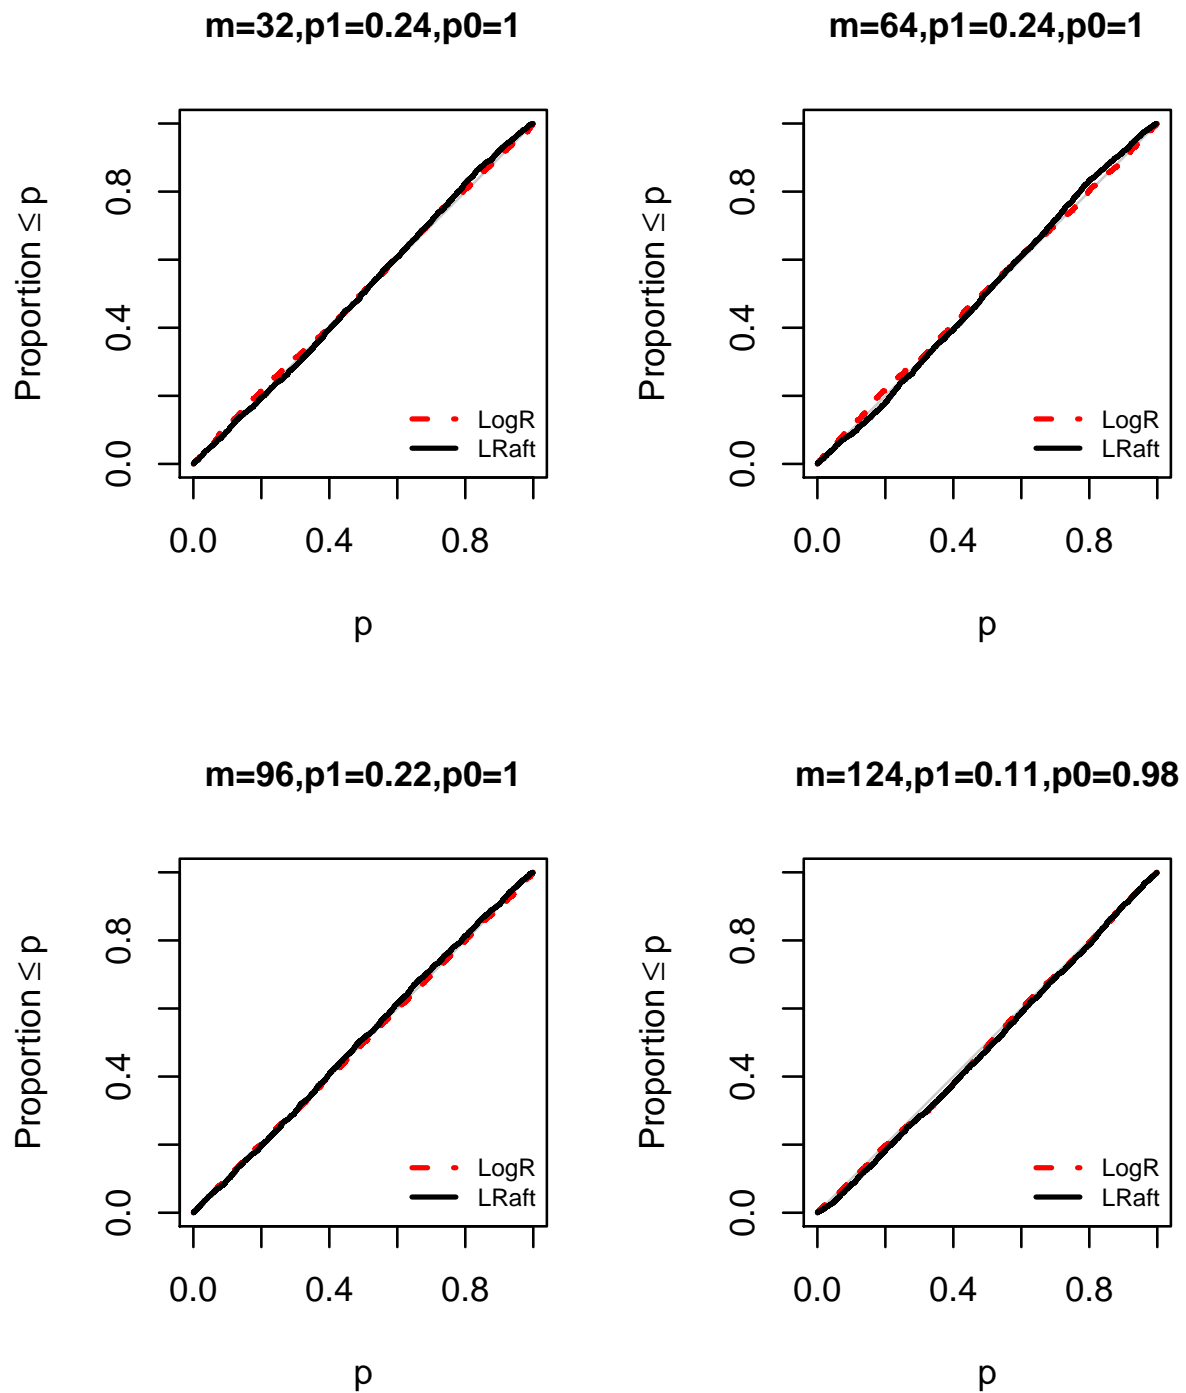 m=32,p1=0.24,p0=1
Proportion ≤ p
0.8
0.4
0.0
LogR
LRaft
0.0 0.4 0.8
p
m=64,p1=0.24,p0=1
Proportion ≤ p
0.8
0.4
0.0
LogR
LRaft
0.0 0.4 0.8
p
m=96,p1=0.22,p0=1
Proportion ≤ p
0.8
0.4
0.0
LogR
LRaft
0.0 0.4 0.8
p
m=124,p1=0.11,p0=0.98
Proportion ≤ p
0.8
0.4
0.0
LogR
LRaft
0.0 0.4 0.8
p